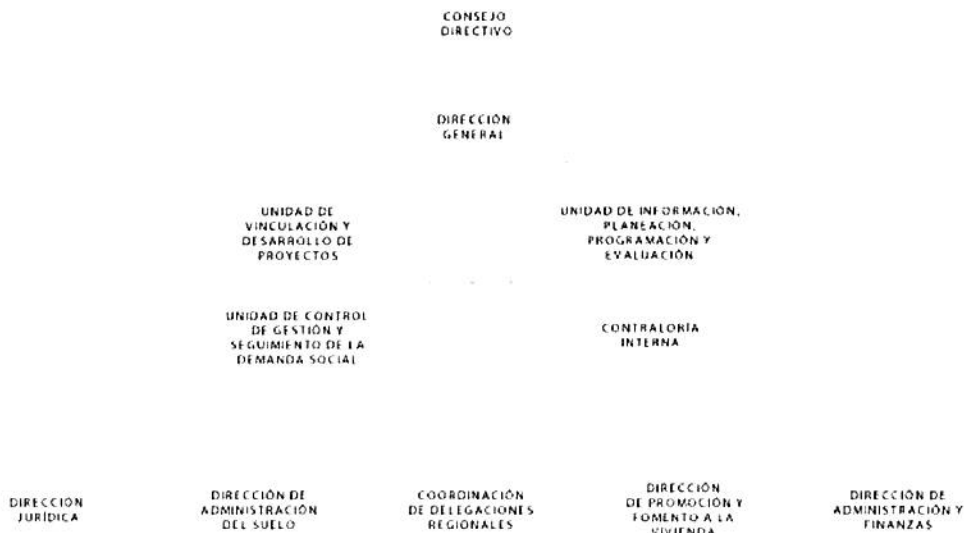 CONSEJO
DIRECTIVO
DIRECCIÓN
GENERAL
UNIDAD DE
VINCULACIÓN Y
DESARROLLO DE
PROYECTOS
UNIDAD DE INFORMACIÓN,
PLANEACIÓN,
PROGRAMACIÓN Y
EVALUACIÓN
UNIDAD DE CONTROL
DE GESTIÓN Y
SEGUIMIENTO DE LA
DEMANDA SOCIAL
CONTRALORÍA
INTERNA
DIRECCIÓN
JURÍDICA
DIRECCIÓN DE
ADMINISTRACIÓN
DEL SUELO
COORDINACIÓN
DE DELEGACIONES
REGIONALES
DIRECCIÓN
DE PROMOCIÓN Y
FOMENTO A LA
VIVIENDA
DIRECCIÓN DE
ADMINISTRACIÓN Y
FINANZAS